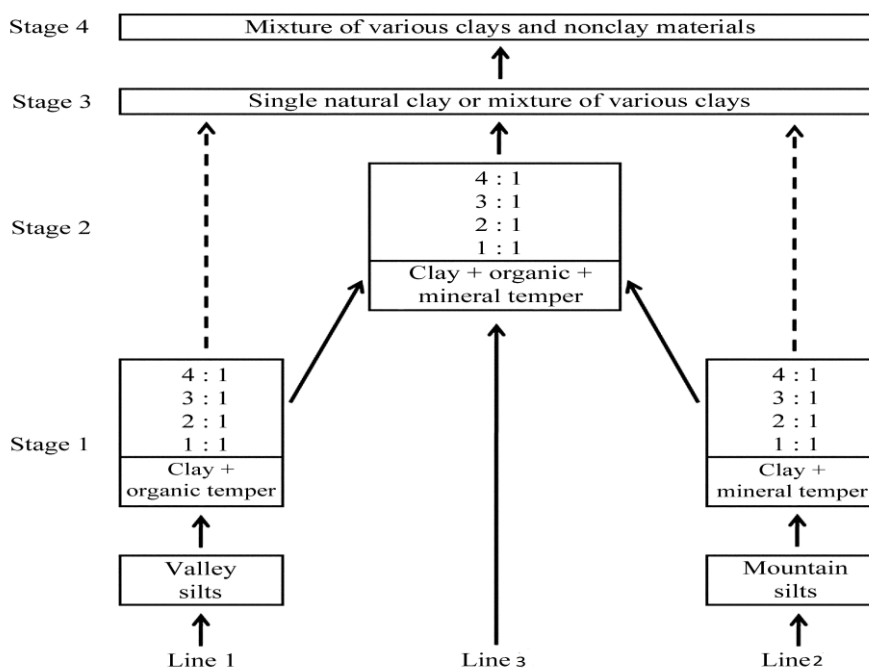 Stage 4
Mixture of various clays and nonclay materials
Stage 3
Single natural clay or mixture of various clays
Stage 2
4 : 1
3 : 1
2 : 1
1 : 1
Clay + organic +
mineral temper
Stage 1
4 : 1
3 : 1
2 : 1
1 : 1
Clay +
organic temper
4 : 1
3 : 1
2 : 1
1 : 1
Clay +
mineral temper
Valley
silts
Mountain
silts
Line 1
Line 3
Line2